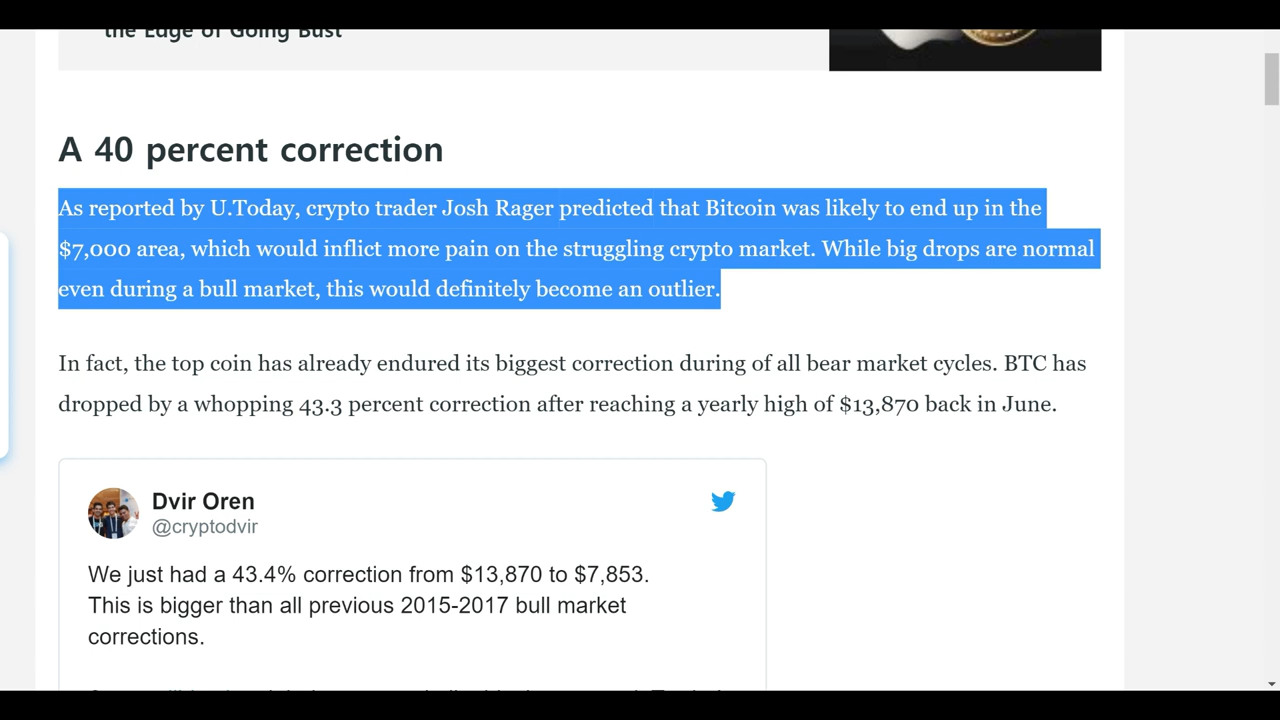 the Edge of Going Bust
A 40 percent correction
As reported by U.Today, crypto trader Josh Rager predicted that Bitcoin was likely to end up in the
$7,000 area, which would inflict more pain on the struggling crypto market. While big drops are normal
even during a bull market, this would definitely become an outlier.
In fact, the top coin has already endured its biggest correction during of all bear market cycles. BTC has
dropped by a whopping 43.3 percent correction after reaching a yearly high of $13,870 back in June.
Dvir Oren
@cryptodvir
We just had a 43.4% correction from $13,870 to $7,853.
This is bigger than all previous 2015-2017 bull market
corrections.